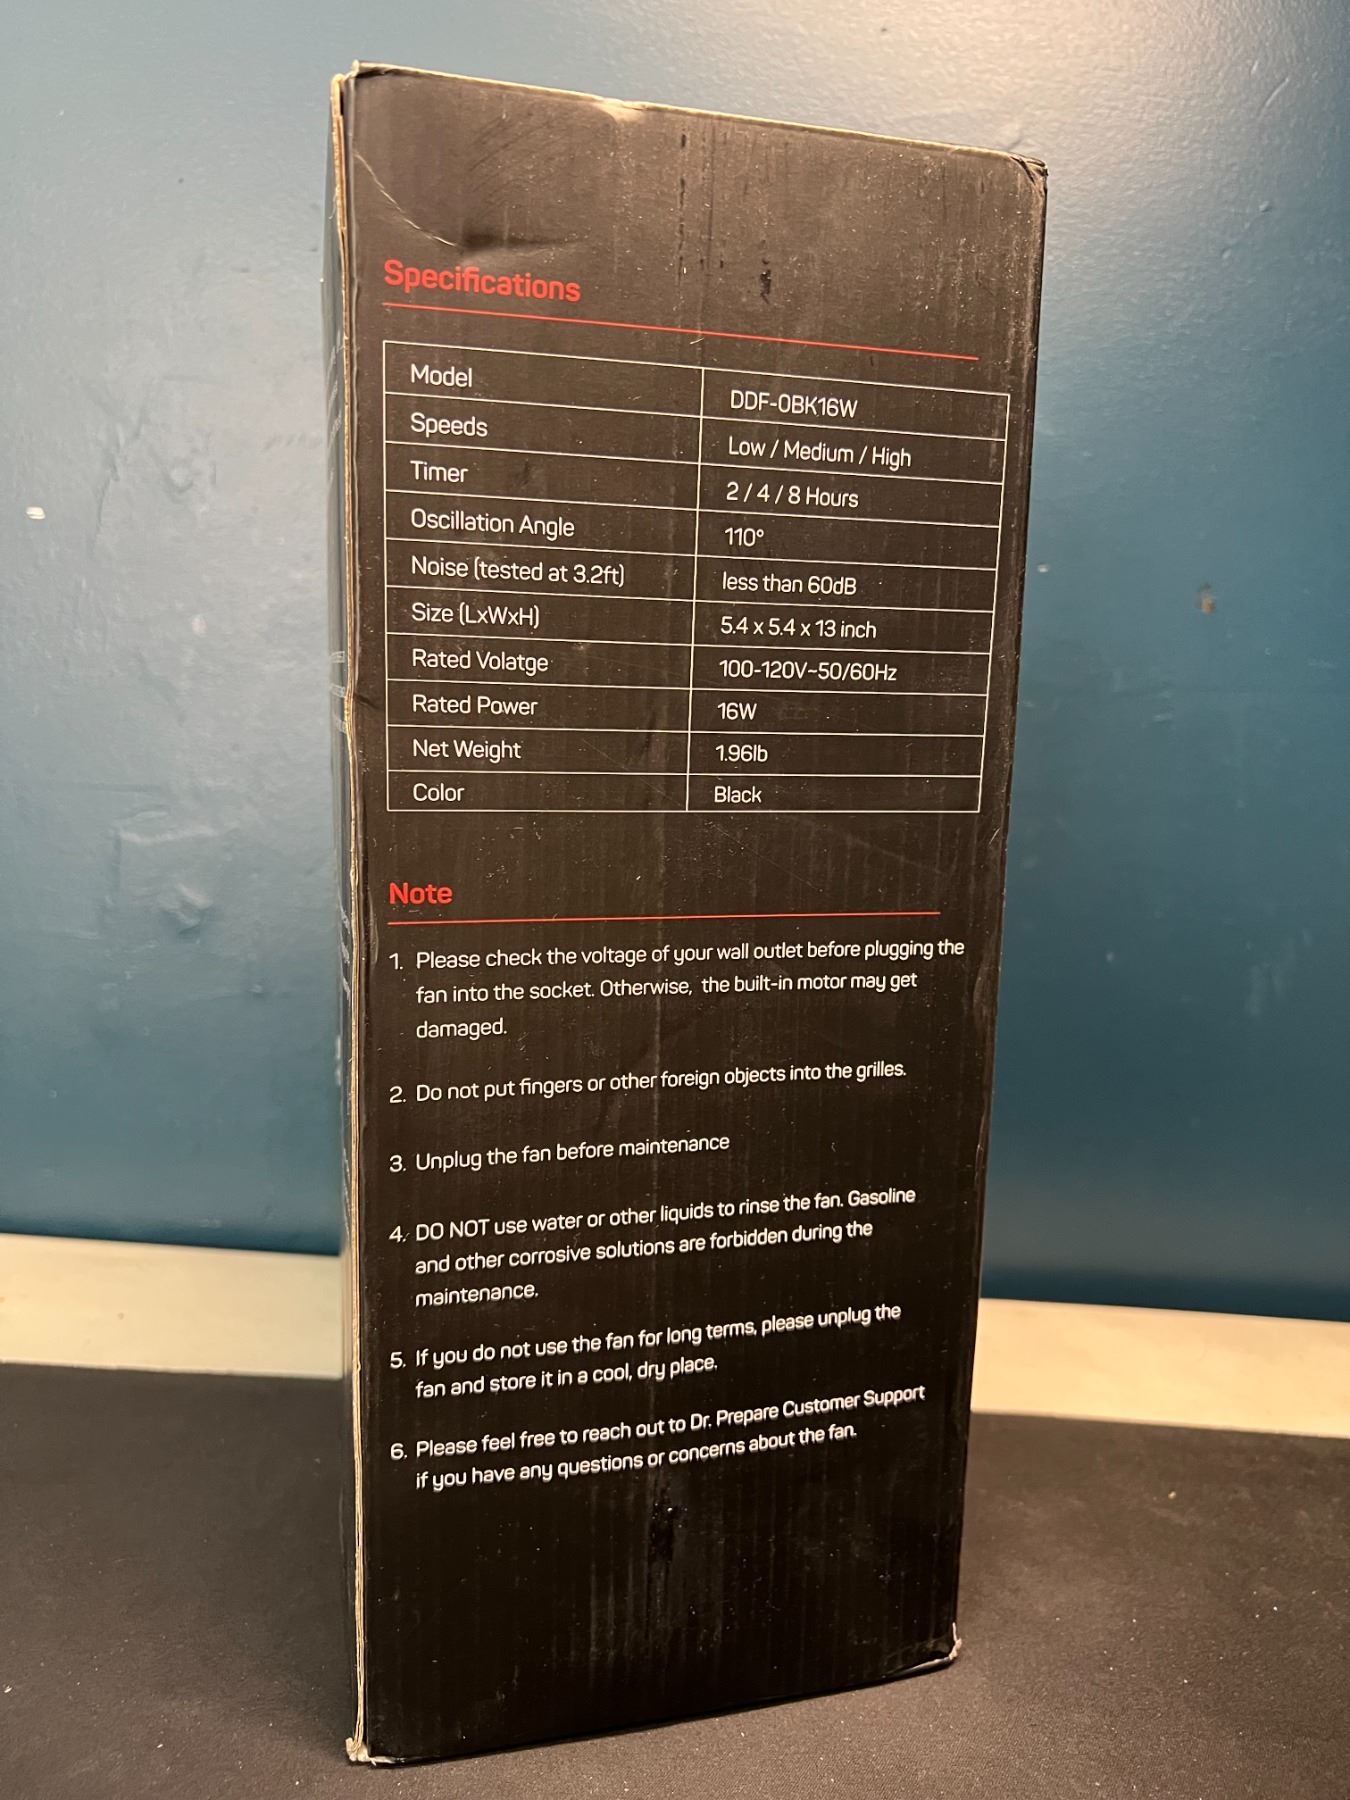 Specifications
Model DDF-0BK16W
Speeds Low / Medium / High
Timer 2 / 4 / 8 Hours
Oscillation Angle 110°
Noise (tested at 3.2ft) less than 60dB
Size (LxWxH) 5.4 x 5.4 x 13 inch
Rated Volatge 100-120V~50/60Hz
Rated Power 16W
Net Weight 1.96lb
Color Black
Note
1. Please check the voltage of your wall outlet before plugging the
fan into the socket. Otherwise, the built-in motor may get
damaged.
2. Do not put fingers or other foreign objects into the grilles.
3. Unplug the fan before maintenance
4. DO NOT use water or other liquids to rinse the fan. Gasoline
and other corrosive solutions are forbidden during the
maintenance.
5. If you do not use the fan for long terms, please unplug the
fan and store it in a cool, dry place.
6. Please feel free to reach out to Dr. Prepare Customer Support
if you have any questions or concerns about the fan.